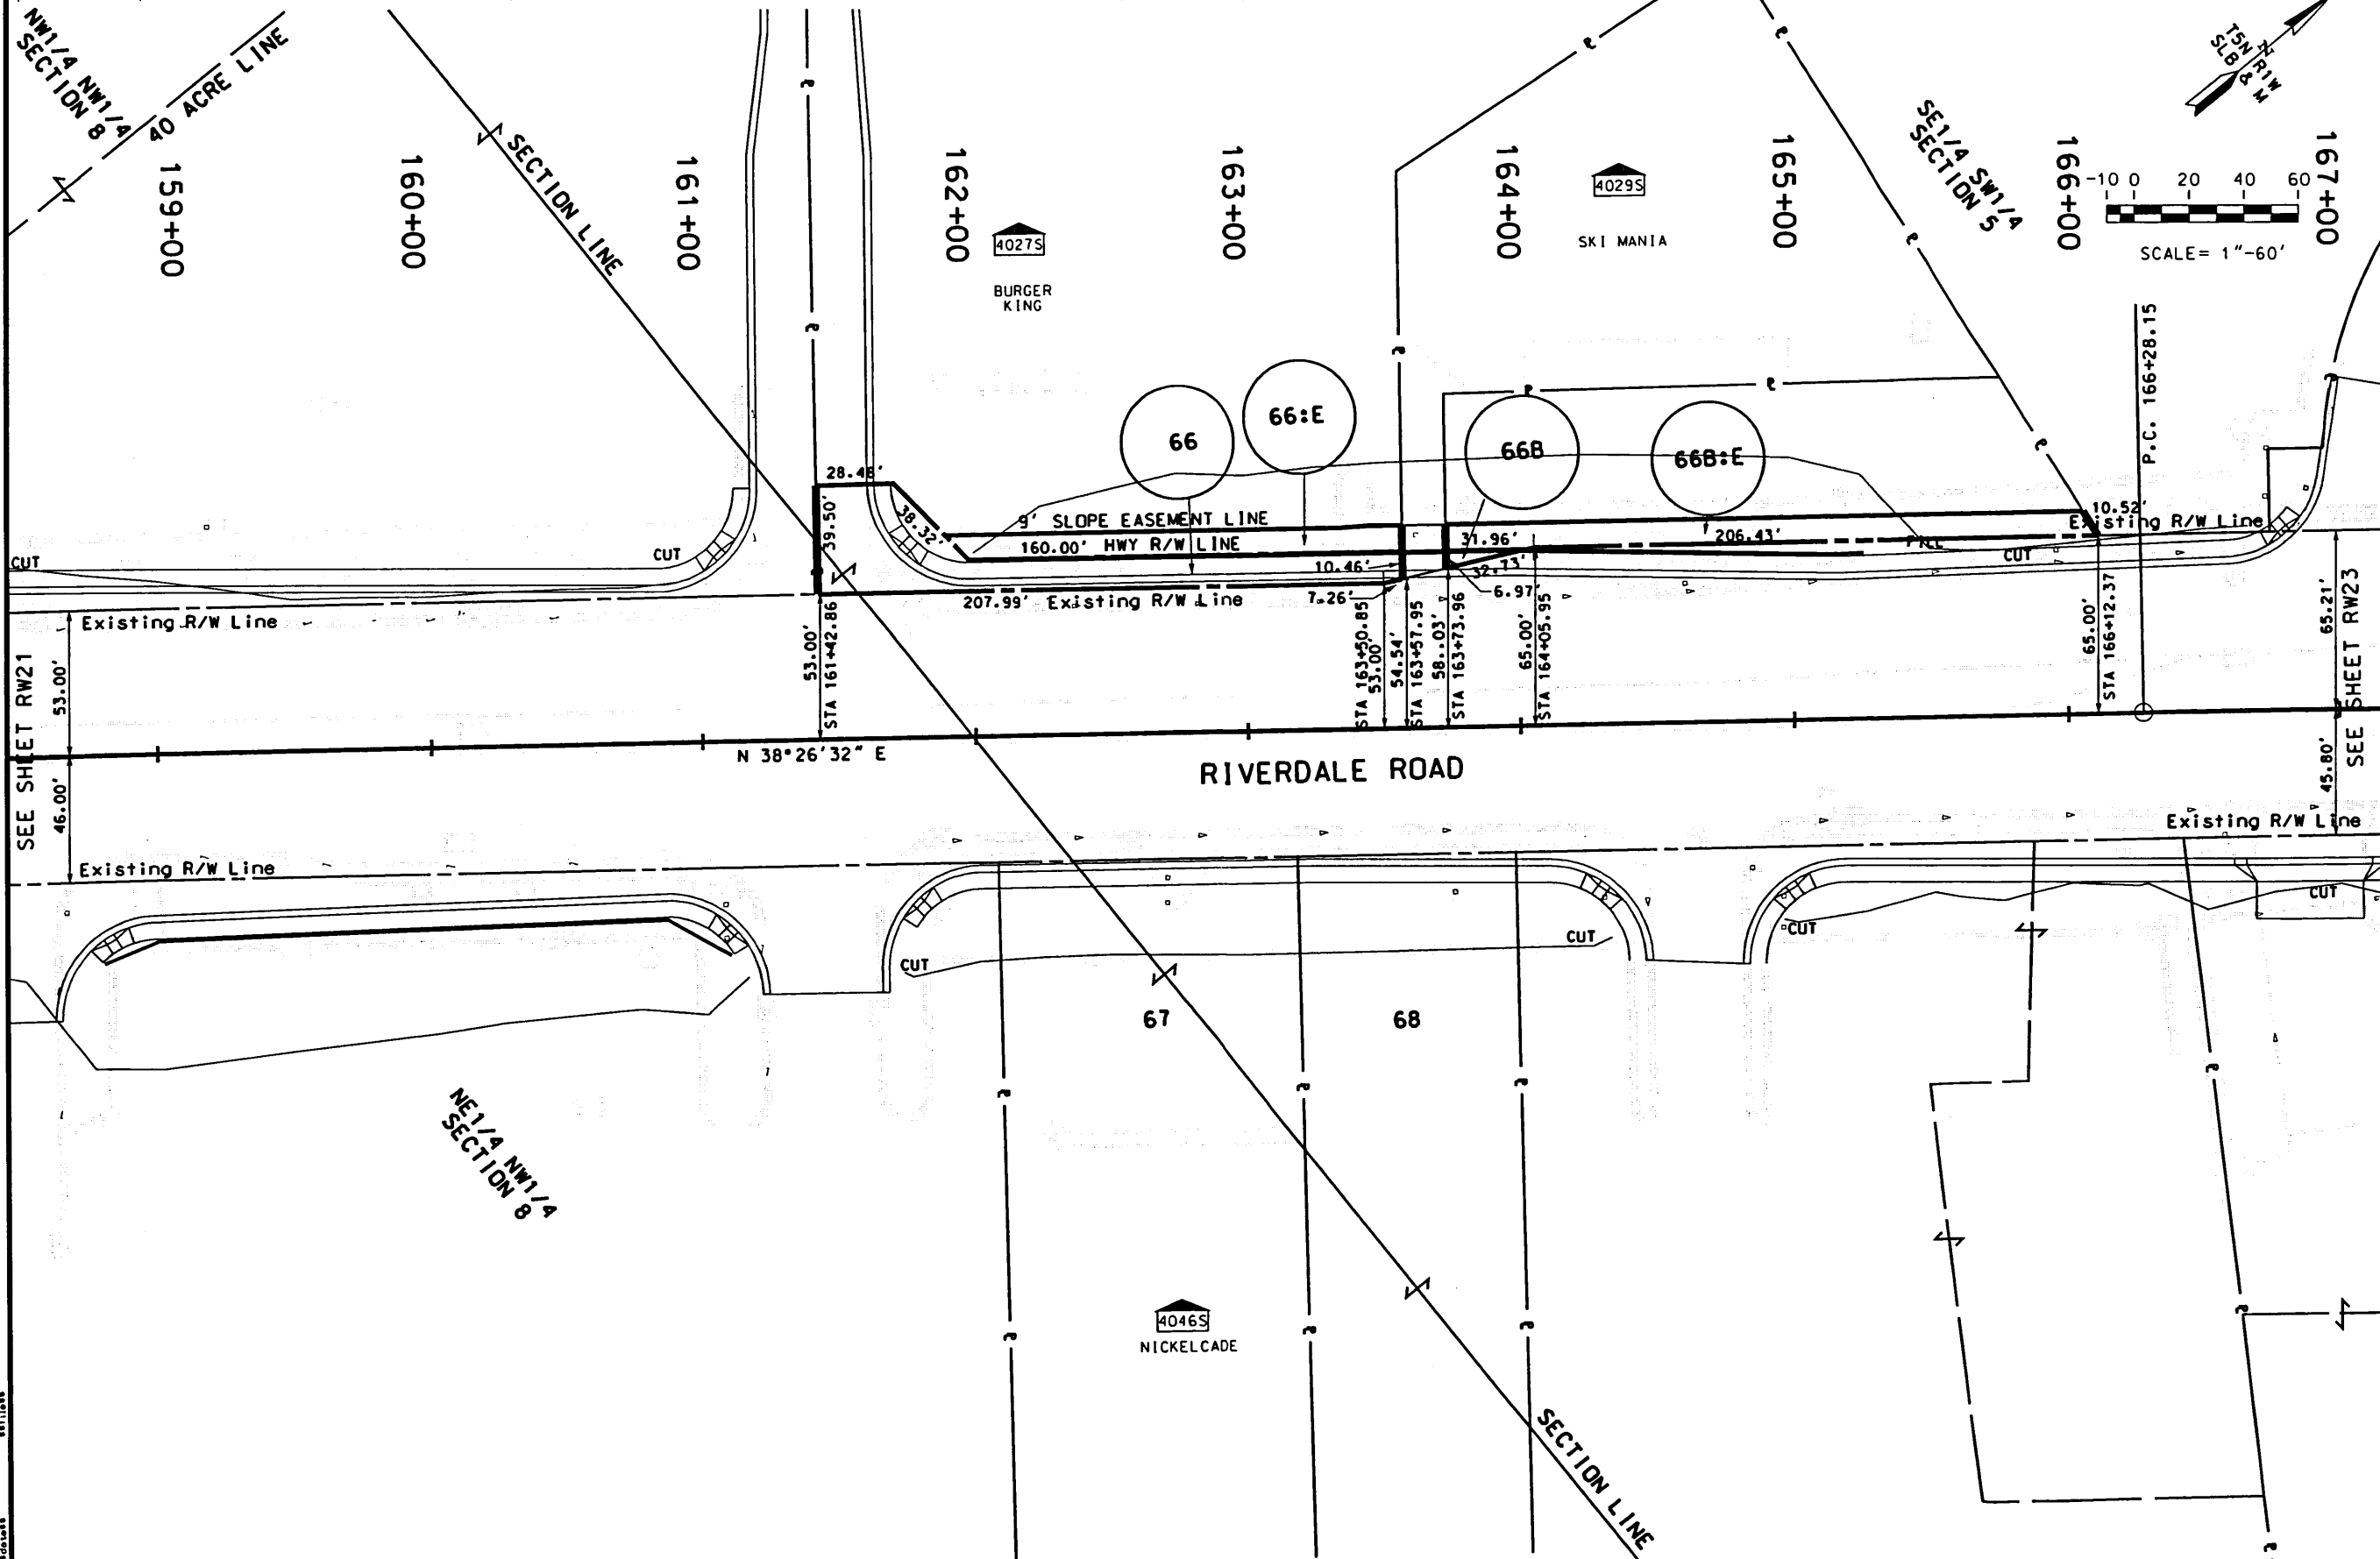 NW1/4 NW1/4
SECTION 8
40 ACRE LINE
159+00
160+00
SECTION LINE
161+00
162+00
4027S
BURGER
KING
163+00
164+00
4029S
SKI MANIA
165+00
SE1/4 SW1/4
SECTION 5
166+00
T5N R1W
SLB & M
Z
-10 0 20 40 60
SCALE= 1"-60'
167+00
P.C. 166+28.15
66
66:E
66B
66B:E
28.48'
39.50'
38.32'
9' SLOPE EASEMENT LINE
160.00' HWY R/W LINE
10.46'
31.96'
32.73'
206.43'
FILL
10.52'
Existing R/W Line
CUT
CUT
CUT
207.99' Existing R/W Line
7.26'
6.97'
Existing R/W Line
SEE SHEET RW21
53.00'
46.00'
53.00'
STA 161+42.86
STA 163+50.85
53.00'
54.54'
STA 163+57.95
58..03'
STA 163+73.96
65.00'
STA 164+05.95
65.00'
STA 166+12.37
65.21'
45.80'
SEE SHEET RW23
N 38°26'32" E
RIVERDALE ROAD
Existing R/W Line
Existing R/W Line
CUT
CUT
CUT
CUT
67
68
NE1/4 NW1/4
SECTION 8
4046S
NICKELCADE
SECTION LINE